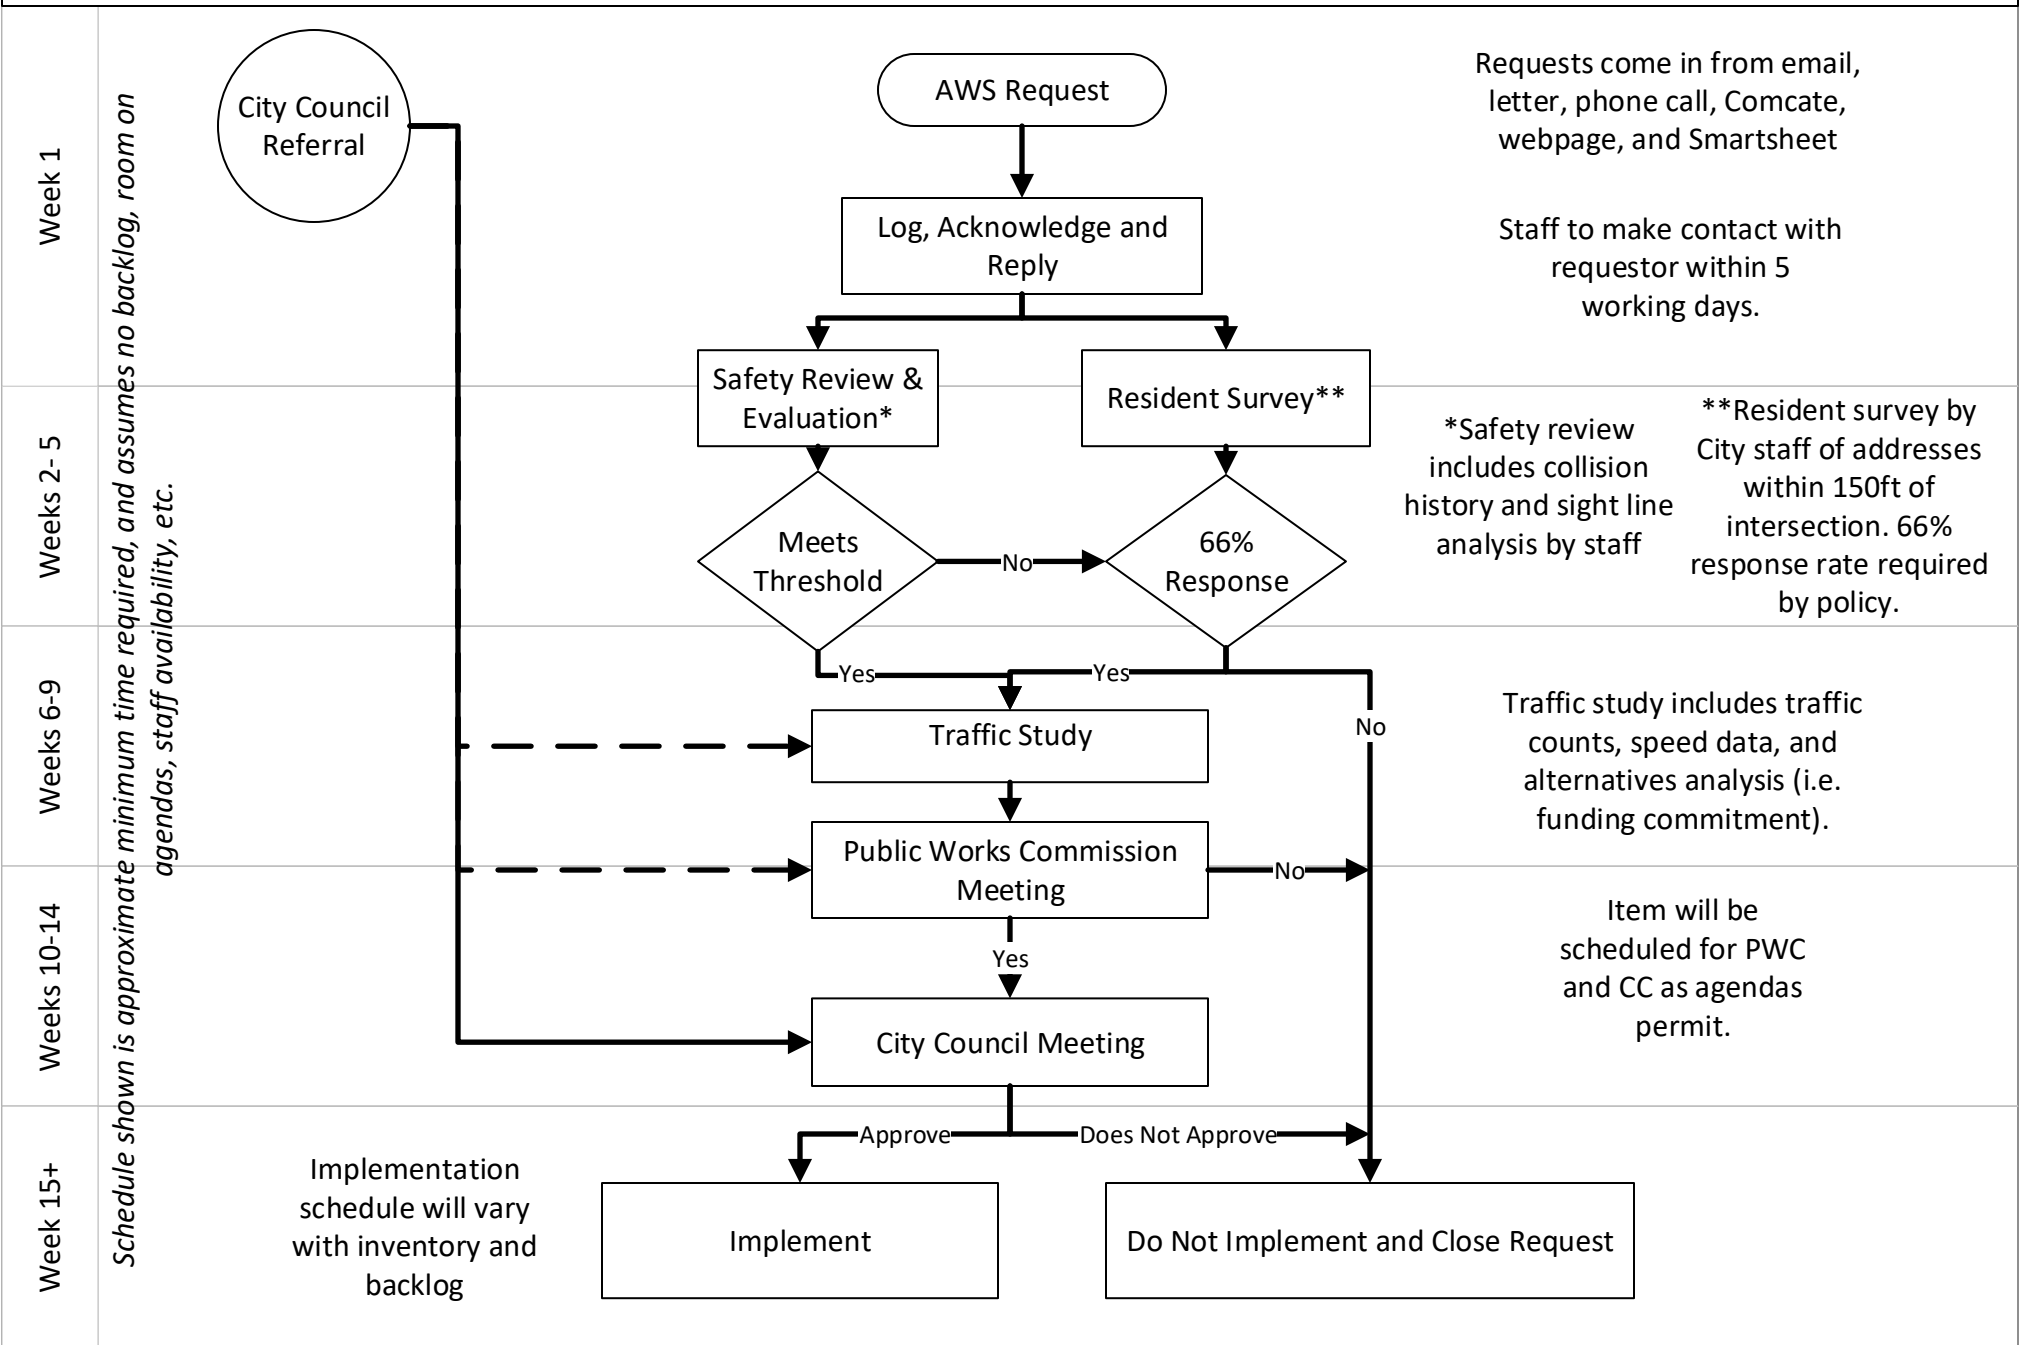 Week 1
Weeks 2- 5
Weeks 6-9
Weeks 10-14
Week 15+
Schedule shown is approximate minimum time required, and assumes no backlog, room on
agendas, staff availability, etc.
City Council
Referral
AWS Request
Requests come in from email,
letter, phone call, Comcate,
webpage, and Smartsheet
Log, Acknowledge and
Reply
Staff to make contact with
requestor within 5
working days.
Safety Review &
Evaluation*
Resident Survey**
*Safety review
includes collision
history and sight line
analysis by staff
**Resident survey by
City staff of addresses
within 150ft of
intersection. 66%
response rate required
by policy.
Meets
Threshold
No
66%
Response
Yes
Yes
No
Traffic Study
Traffic study includes traffic
counts, speed data, and
alternatives analysis (i.e.
funding commitment).
Public Works Commission
Meeting
No
Yes
Item will be
scheduled for PWC
and CC as agendas
permit.
City Council Meeting
Approve
Does Not Approve
Implementation
schedule will vary
with inventory and
backlog
Implement
Do Not Implement and Close Request